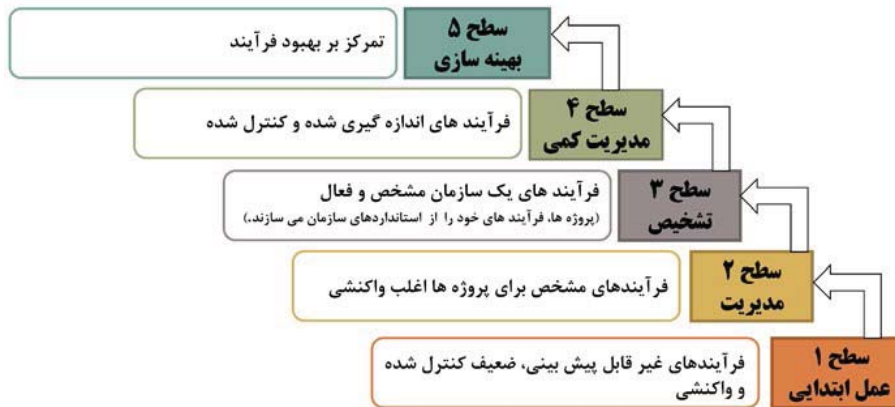 سطح ۵
بهینه سازی
تمرکز بر بهبود فرآیند
سطح ۴
مدیریت کمی
فرآیند های اندازه گیری شده و کنترل شده
سطح ۳
تشخیص
فرآیند های یک سازمان مشخص و فعال
(پروژه ها، فرآیند های خود را از استانداردهای سازمان می سازند،)
سطح ۲
مدیریت
فرآیندهای مشخص برای پروژه ها اغلب واکنشی
سطح ۱
عمل ابتدایی
فرآیندهای غیر قابل پیش بینی، ضعیف کنترل شده
و واکنشی